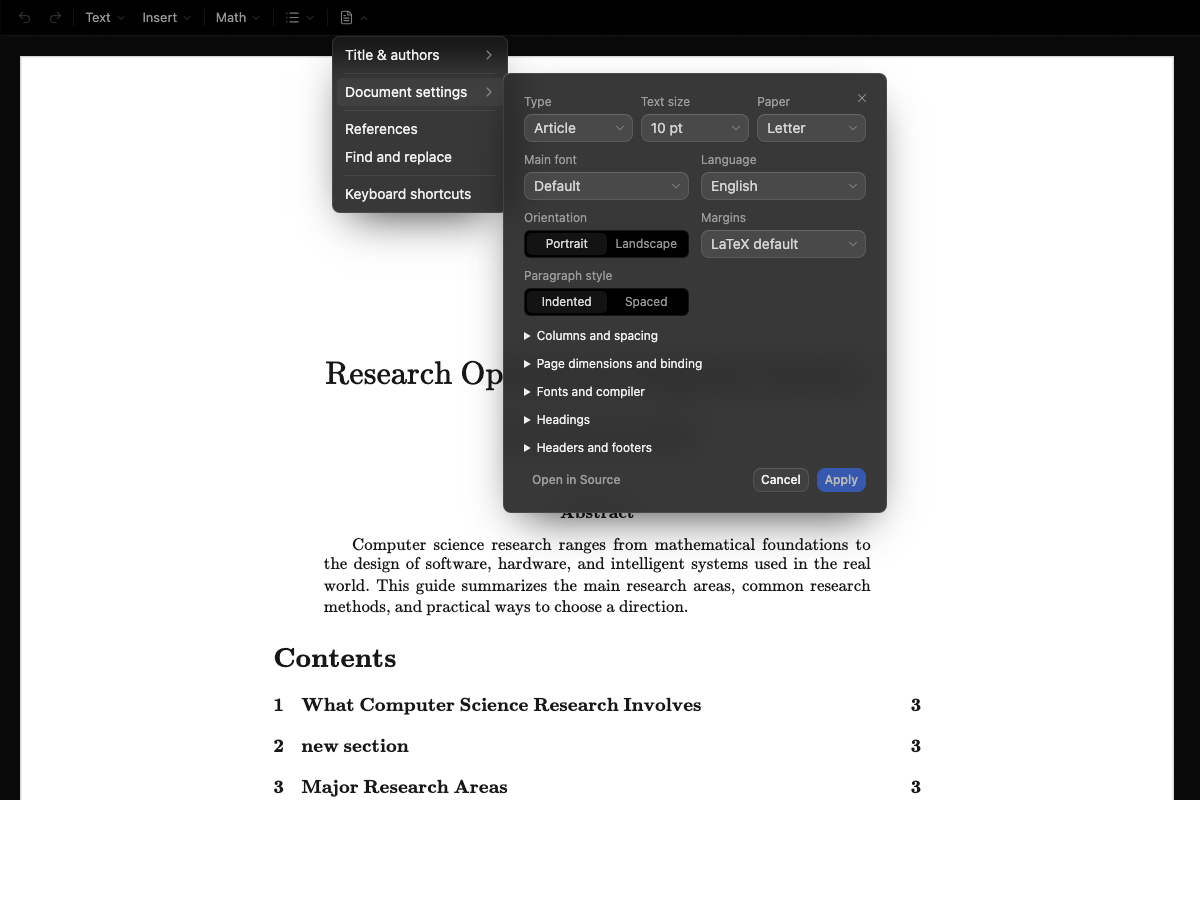 Text Insert Math
Title & authors
Document settings
References
Find and replace
Keyboard shortcuts
Type Text size Paper
Article 10 pt Letter
Main font Language
Default English
Orientation Margins
Portrait Landscape LaTeX default
Paragraph style
Indented Spaced
Columns and spacing
Page dimensions and binding
Fonts and compiler
Headings
Headers and footers
Open in Source Cancel Apply
Research Op
Abstract
Computer science research ranges from mathematical foundations to
the design of software, hardware, and intelligent systems used in the real
world. This guide summarizes the main research areas, common research
methods, and practical ways to choose a direction.
Contents
1 What Computer Science Research Involves 3
2 new section 3
3 Major Research Areas 3